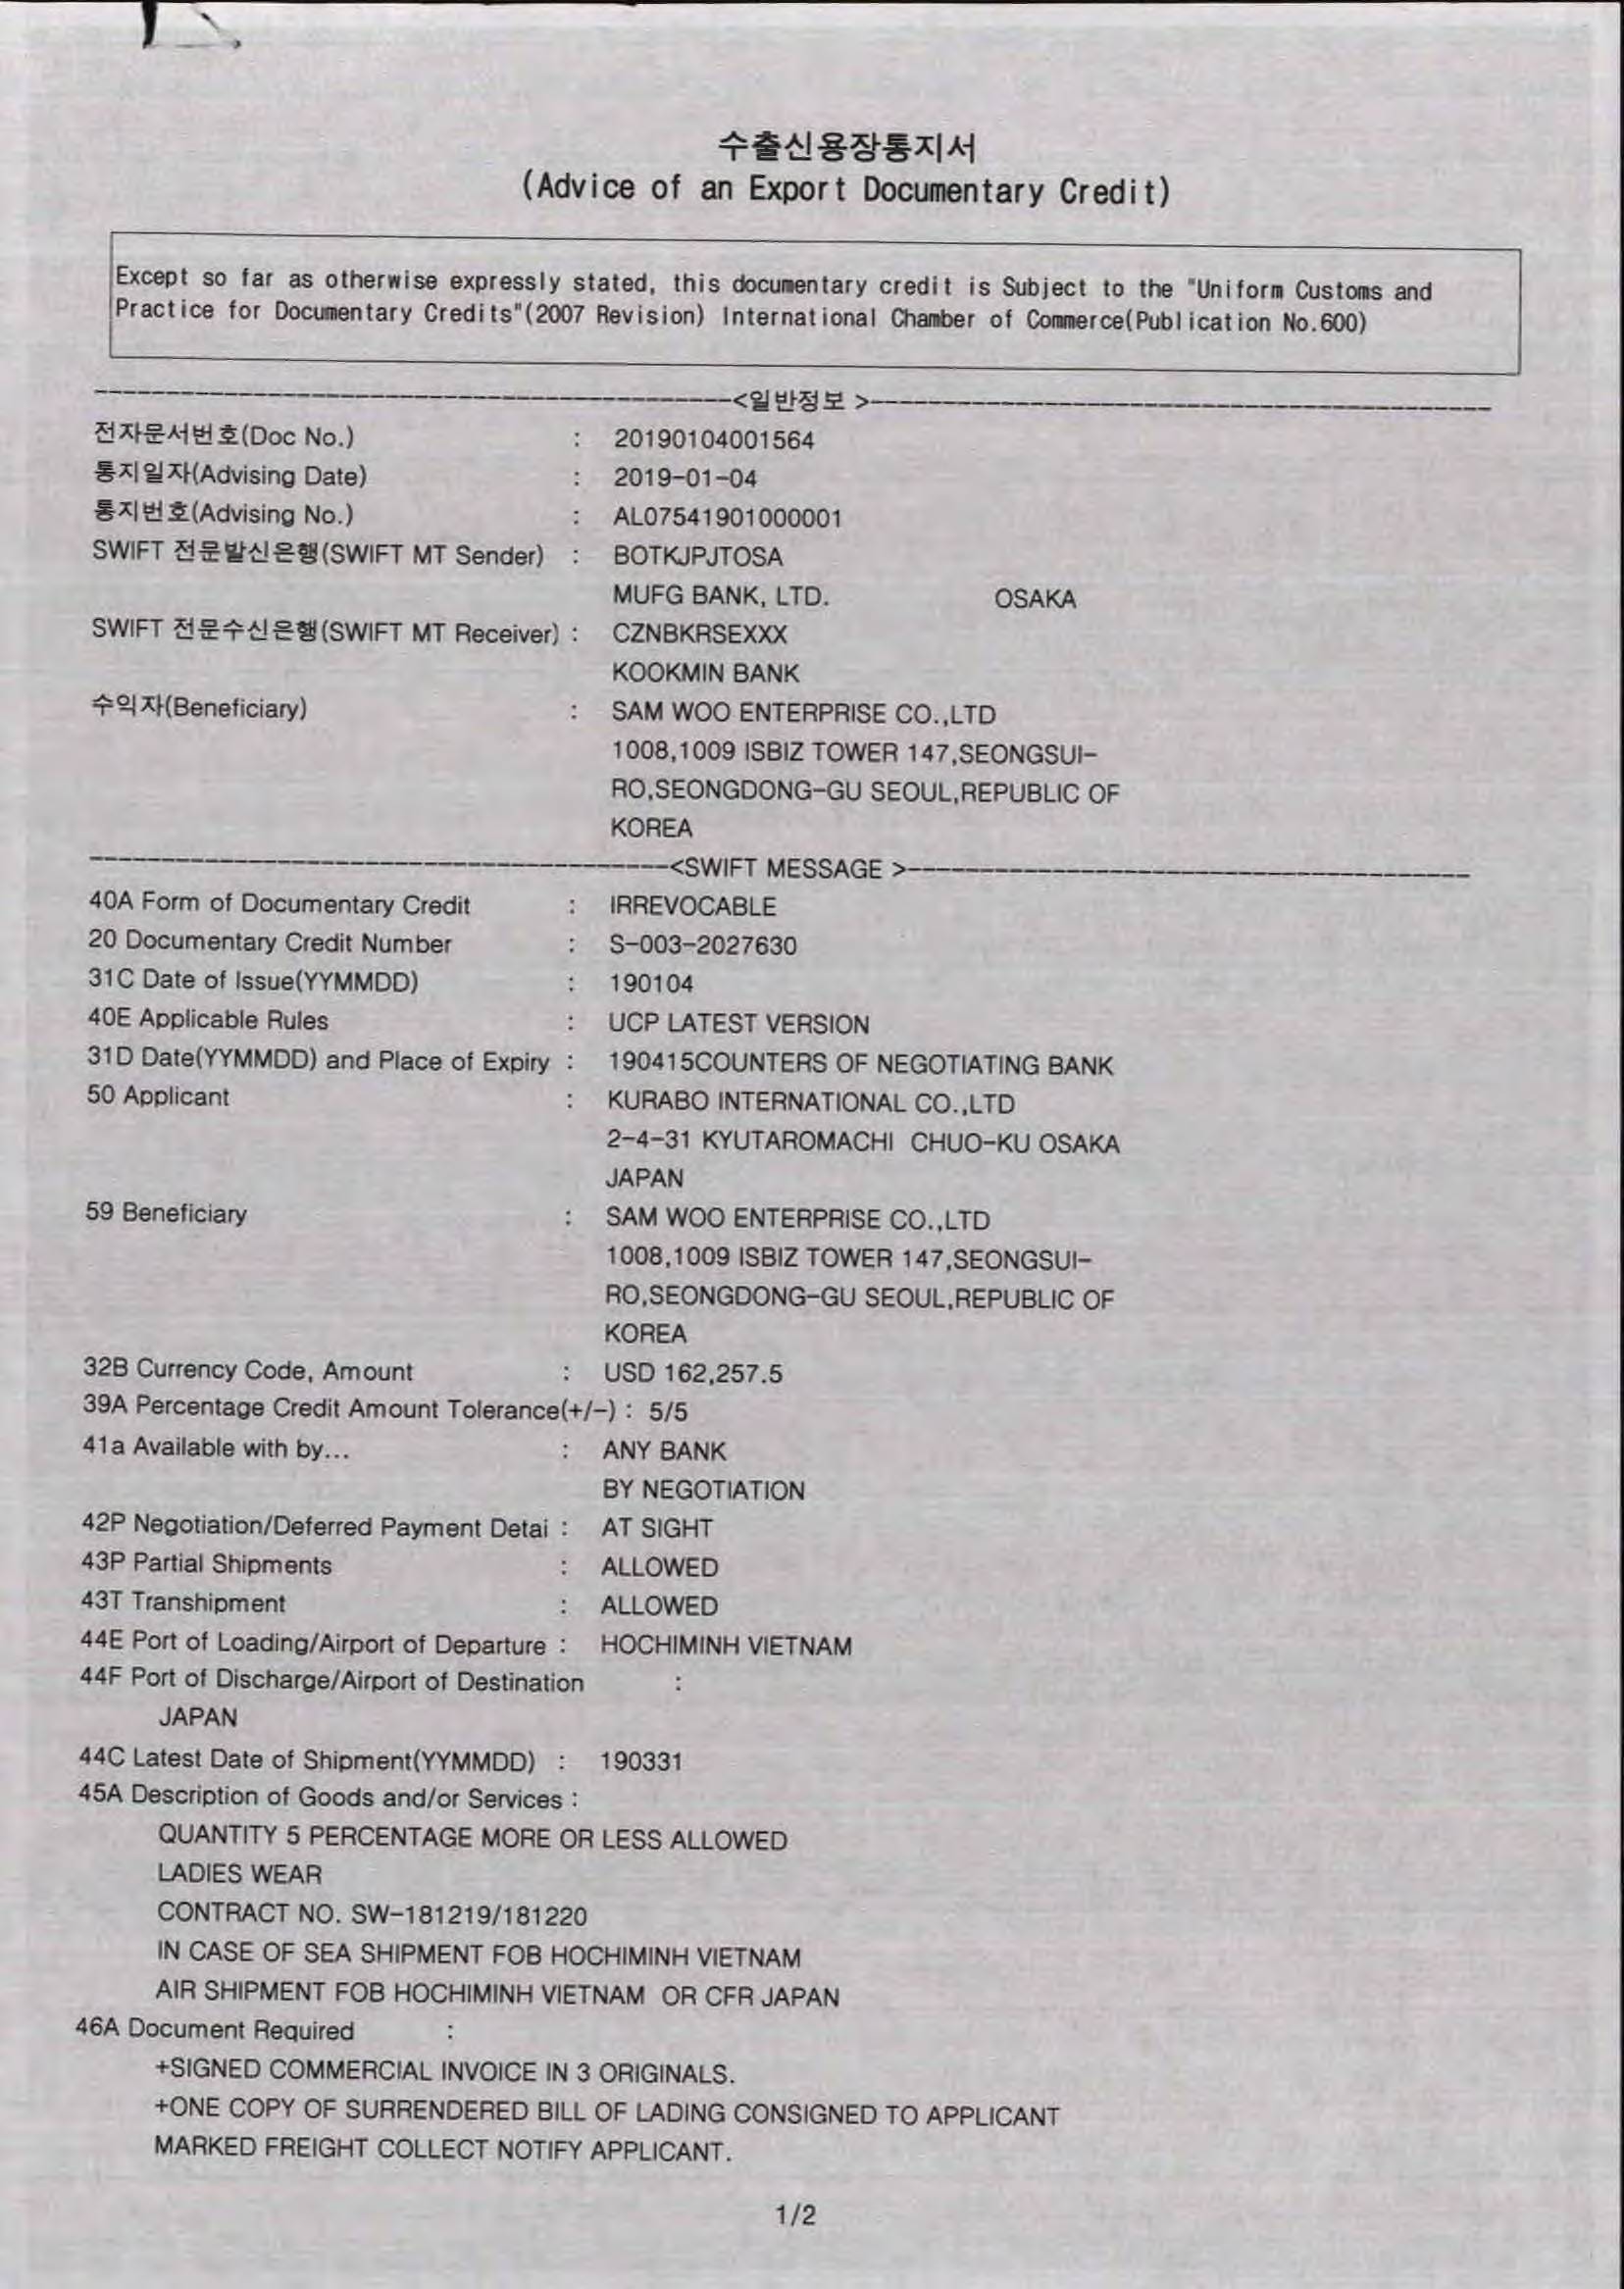 수출신용장통지서
(Advice of an Export Documentary Credit)
Except so far as otherwise expressly stated, this documentary credit is Subject to the "Uniform Customs and
Practice for Documentary Credits"(2007 Revision) International Chamber of Commerce(Publication No.600)
---------------------------------------------<일반정보 >---------------------------------------------
전자문서번호(Doc No.) : 20190104001564
통지일자(Advising Date) : 2019-01-04
통지번호(Advising No.) : AL07541901000001
SWIFT 전문발신은행(SWIFT MT Sender) : BOTKJPJTOSA
MUFG BANK, LTD. OSAKA
SWIFT 전문수신은행(SWIFT MT Receiver) : CZNBKRSEXXX
KOOKMIN BANK
수익자(Beneficiary) : SAM WOO ENTERPRISE CO.,LTD
1008,1009 ISBIZ TOWER 147,SEONGSUI-
RO,SEONGDONG-GU SEOUL,REPUBLIC OF
KOREA
-----------------------------------------<SWIFT MESSAGE >-----------------------------------------
40A Form of Documentary Credit : IRREVOCABLE
20 Documentary Credit Number : S-003-2027630
31C Date of Issue(YYMMDD) : 190104
40E Applicable Rules : UCP LATEST VERSION
31D Date(YYMMDD) and Place of Expiry : 190415COUNTERS OF NEGOTIATING BANK
50 Applicant : KURABO INTERNATIONAL CO.,LTD
2-4-31 KYUTAROMACHI CHUO-KU OSAKA
JAPAN
59 Beneficiary : SAM WOO ENTERPRISE CO.,LTD
1008,1009 ISBIZ TOWER 147,SEONGSUI-
RO,SEONGDONG-GU SEOUL,REPUBLIC OF
KOREA
32B Currency Code, Amount : USD 162,257.5
39A Percentage Credit Amount Tolerance(+/-) : 5/5
41a Available with by... : ANY BANK
BY NEGOTIATION
42P Negotiation/Deferred Payment Detai : AT SIGHT
43P Partial Shipments : ALLOWED
43T Transhipment : ALLOWED
44E Port of Loading/Airport of Departure : HOCHIMINH VIETNAM
44F Port of Discharge/Airport of Destination :
JAPAN
44C Latest Date of Shipment(YYMMDD) : 190331
45A Description of Goods and/or Services :
QUANTITY 5 PERCENTAGE MORE OR LESS ALLOWED
LADIES WEAR
CONTRACT NO. SW-181219/181220
IN CASE OF SEA SHIPMENT FOB HOCHIMINH VIETNAM
AIR SHIPMENT FOB HOCHIMINH VIETNAM OR CFR JAPAN
46A Document Required :
+SIGNED COMMERCIAL INVOICE IN 3 ORIGINALS.
+ONE COPY OF SURRENDERED BILL OF LADING CONSIGNED TO APPLICANT
MARKED FREIGHT COLLECT NOTIFY APPLICANT.
1/2